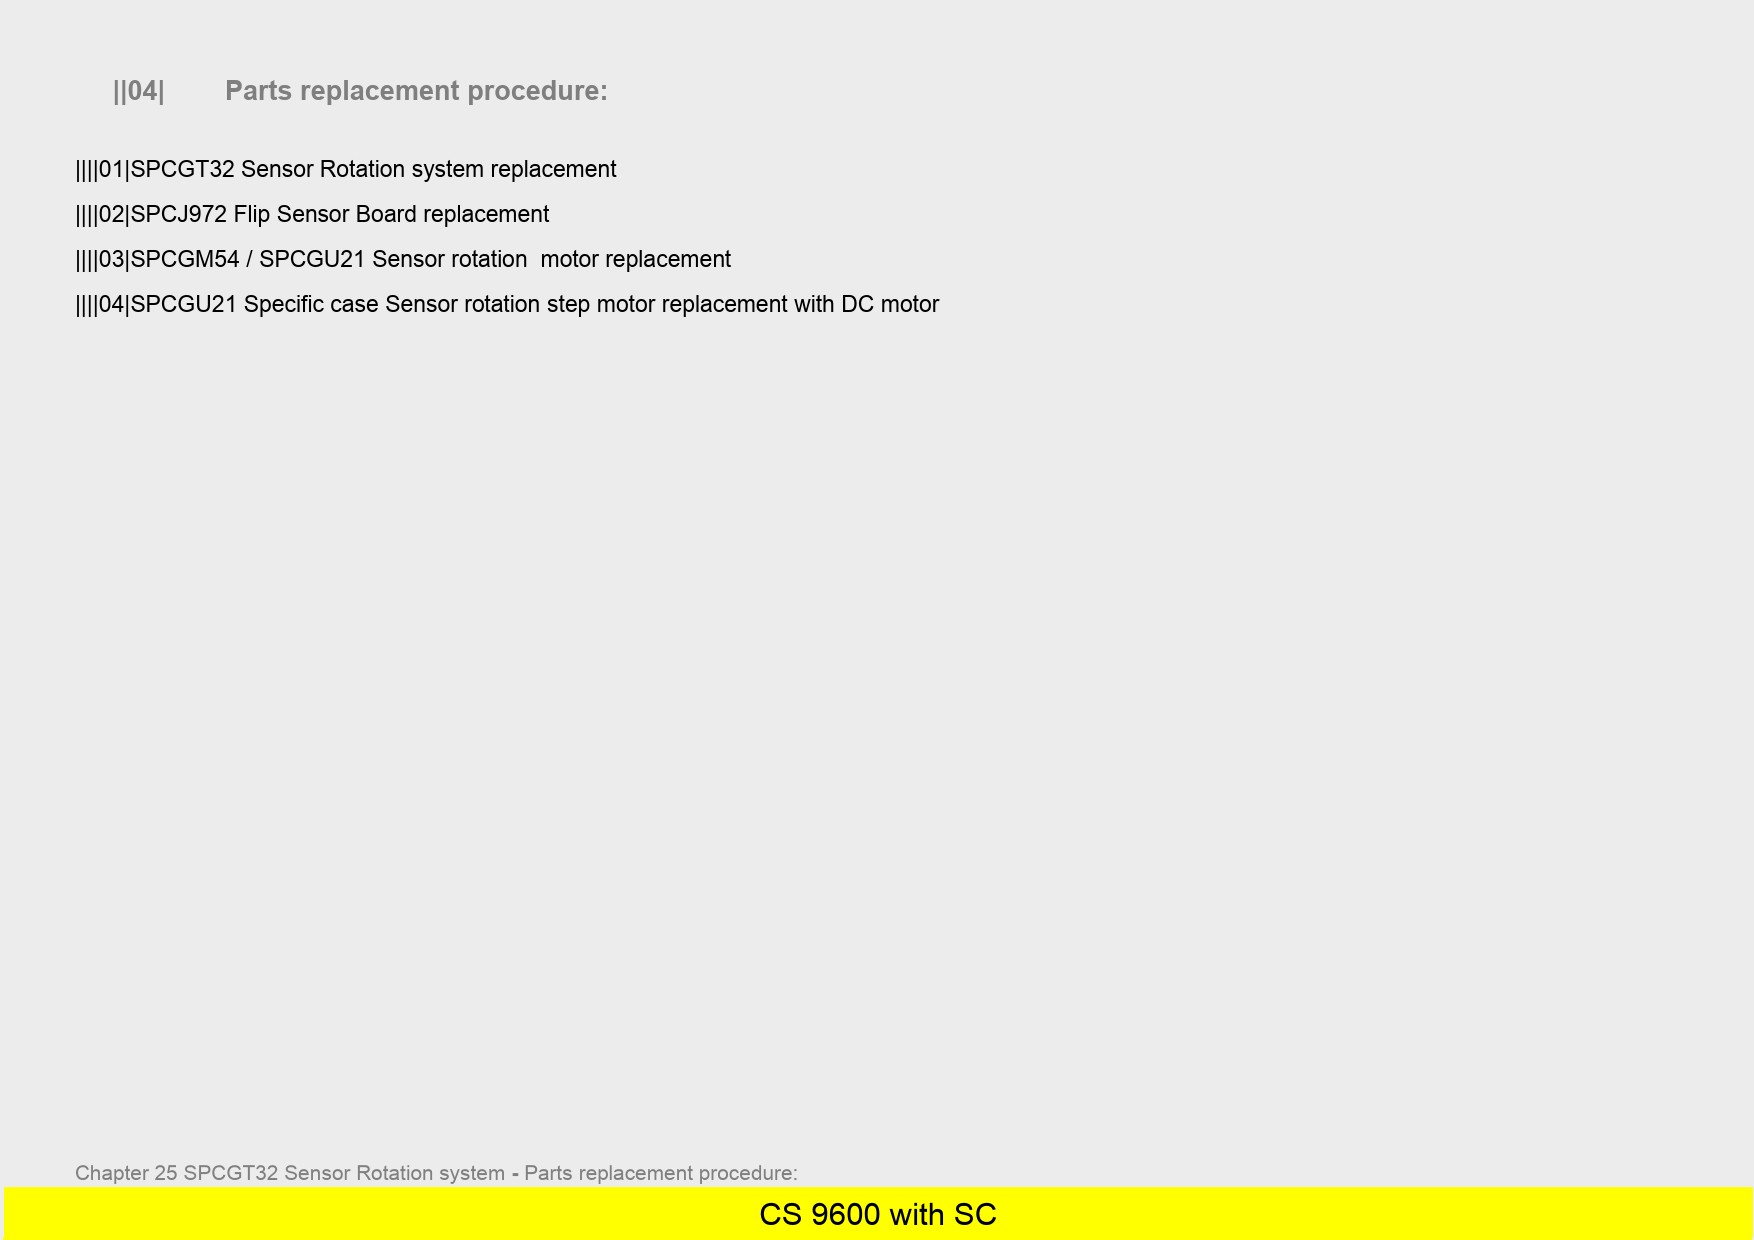 ||04| Parts replacement procedure:
||||01|SPCGT32 Sensor Rotation system replacement
||||02|SPCJ972 Flip Sensor Board replacement
||||03|SPCGM54 / SPCGU21 Sensor rotation  motor replacement
||||04|SPCGU21 Specific case Sensor rotation step motor replacement with DC motor
Chapter 25 SPCGT32 Sensor Rotation system - Parts replacement procedure:
CS 9600 with SC